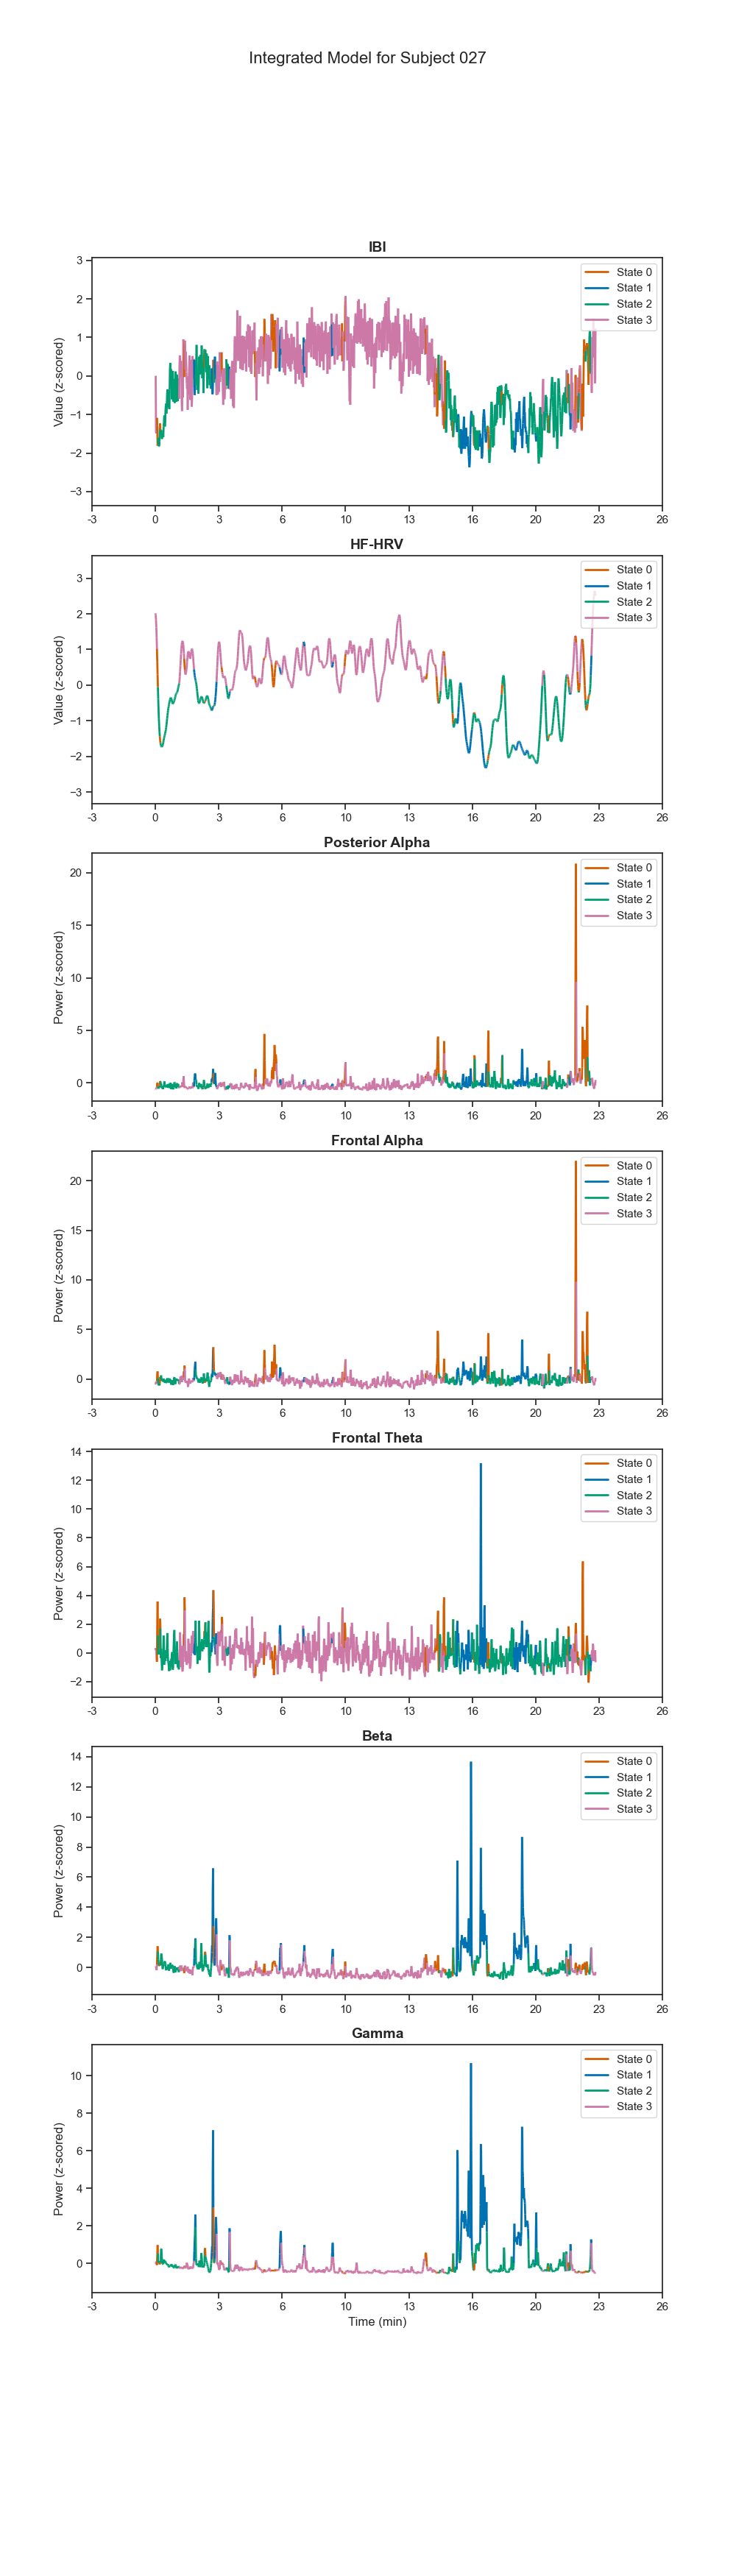 Integrated Model for Subject 027
IBI
Value (z-scored)
3
2
1
0
−1
−2
−3
State 0
State 1
State 2
State 3
-3 0 3 6 10 13 16 20 23 26
HF-HRV
Value (z-scored)
3
2
1
0
−1
−2
−3
State 0
State 1
State 2
State 3
-3 0 3 6 10 13 16 20 23 26
Posterior Alpha
Power (z-scored)
20
15
10
5
0
State 0
State 1
State 2
State 3
-3 0 3 6 10 13 16 20 23 26
Frontal Alpha
Power (z-scored)
20
15
10
5
0
State 0
State 1
State 2
State 3
-3 0 3 6 10 13 16 20 23 26
Frontal Theta
Power (z-scored)
14
12
10
8
6
4
2
0
−2
State 0
State 1
State 2
State 3
-3 0 3 6 10 13 16 20 23 26
Beta
Power (z-scored)
14
12
10
8
6
4
2
0
State 0
State 1
State 2
State 3
-3 0 3 6 10 13 16 20 23 26
Gamma
Power (z-scored)
10
8
6
4
2
0
State 0
State 1
State 2
State 3
-3 0 3 6 10 13 16 20 23 26
Time (min)